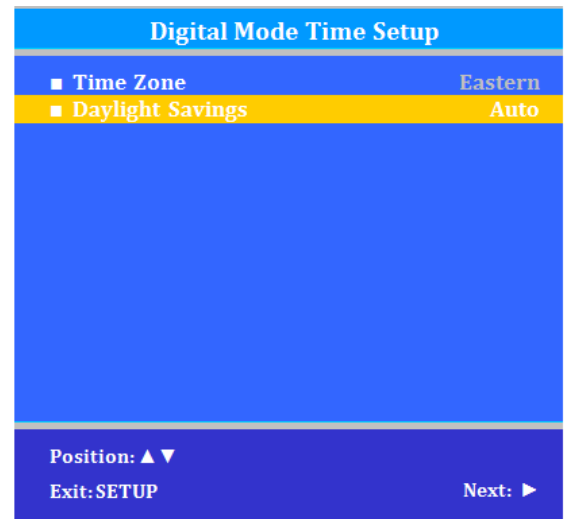 Digital Mode Time Setup
■ Time Zone Eastern
■ Daylight Savings Auto
Position: ▲ ▼
Exit: SETUP Next: ►